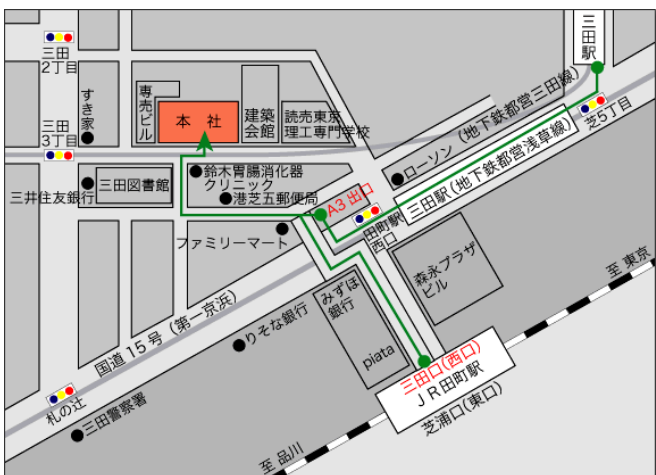 三田
2丁目
すき家
専売ビル
本 社
建築
会館
読売東京
理工専門学校
三田駅
三田
3丁目
ローソン
(地下鉄都営三田線)
芝5丁目
三井住友銀行
三田図書館
鈴木胃腸消化器
クリニック
港芝五郵便局
A3出口
三田駅(地下鉄都営浅草線)
田町駅
西口
ファミリーマート
森永プラザ
ビル
至 東京
みずほ
銀行
piata
国道15号(第一京浜)
りそな銀行
三田口(西口)
JR田町駅
芝浦口(東口)
札の辻
三田警察署
至 品川